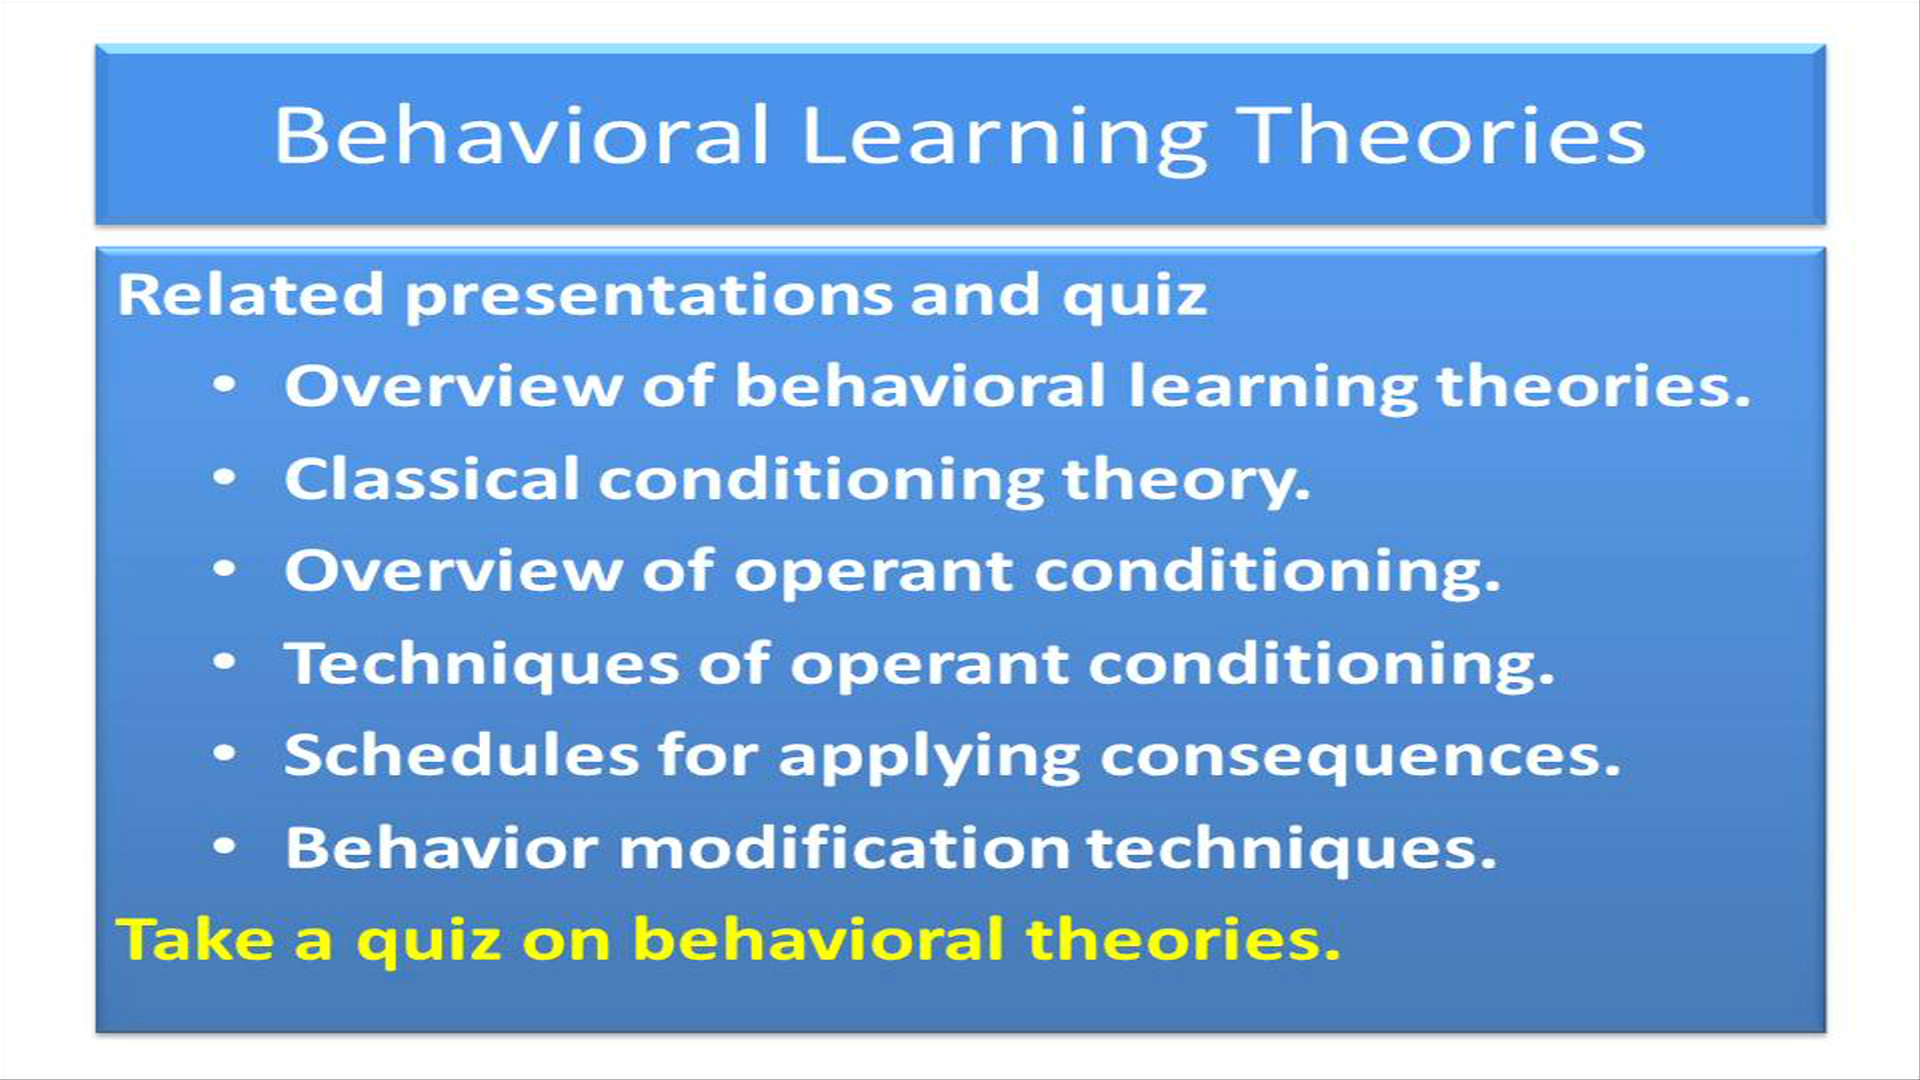 Behavioral Learning Theories
Related presentations and quiz
• Overview of behavioral learning theories.
• Classical conditioning theory.
• Overview of operant conditioning.
• Techniques of operant conditioning.
• Schedules for applying consequences.
• Behavior modification techniques.
Take a quiz on behavioral theories.